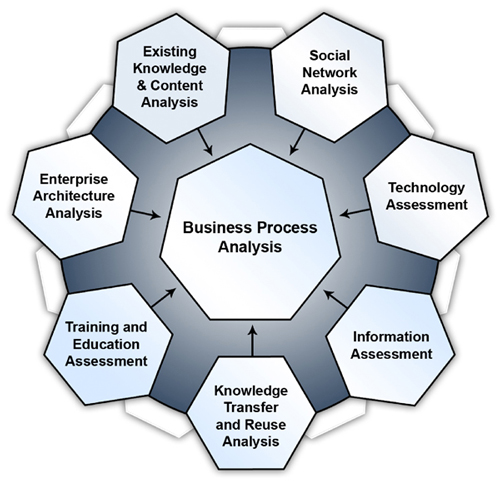 Existing
Knowledge
& Content
Analysis
Social
Network
Analysis
Enterprise
Architecture
Analysis
Technology
Assessment
Business Process
Analysis
Training and
Education
Assessment
Information
Assessment
Knowledge
Transfer
and Reuse
Analysis